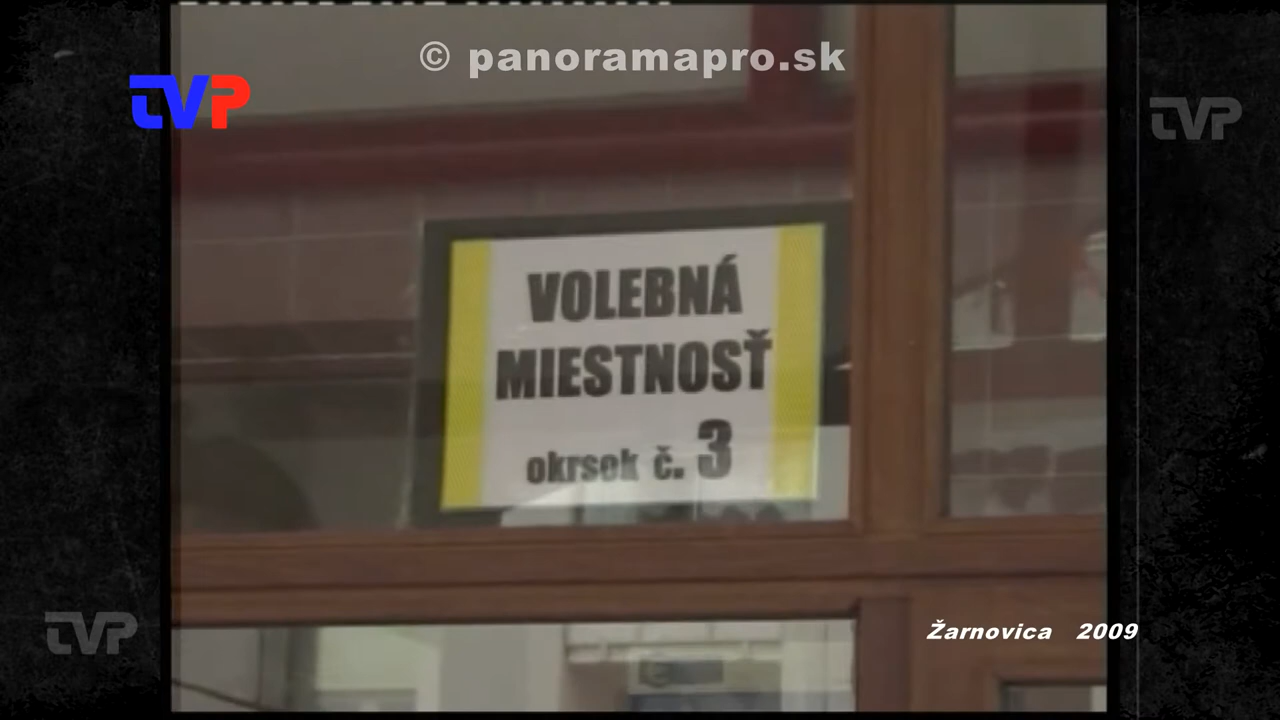 © panoramapro.sk
TVP
TVP
VOLEBNÁ
MIESTNOSŤ
okrsok č. 3
TVP
Žarnovica 2009